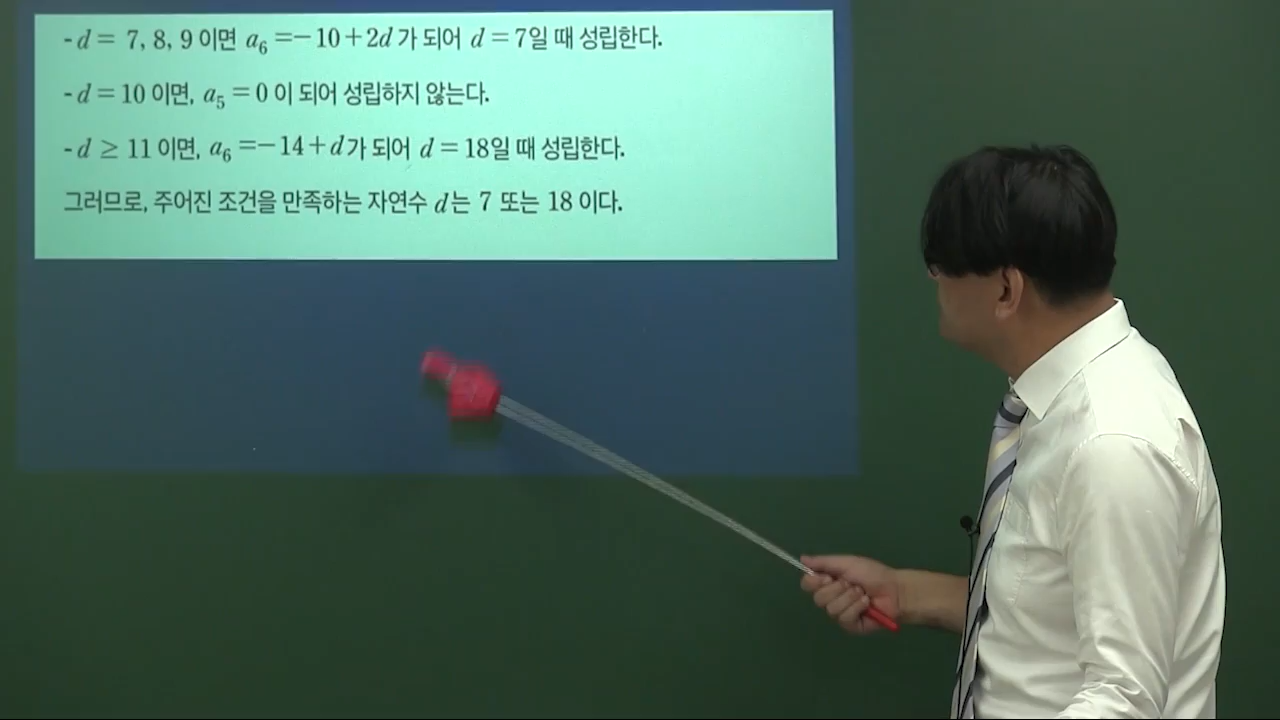 - d = 7, 8, 9 이면 a₆ = -10+2d 가 되어 d = 7일 때 성립한다.
- d = 10 이면, a₅ = 0 이 되어 성립하지 않는다.
- d ≥ 11 이면, a₆ = -14+d가 되어 d = 18일 때 성립한다.
그러므로, 주어진 조건을 만족하는 자연수 d는 7 또는 18 이다.